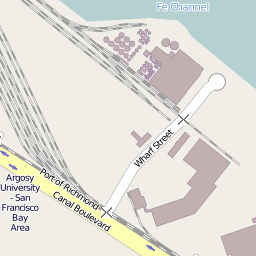 Fe Channel
Wharf Street
Port of Richmond
Canal Boulevard
Argosy
University
- San
Francisco
Bay
Area